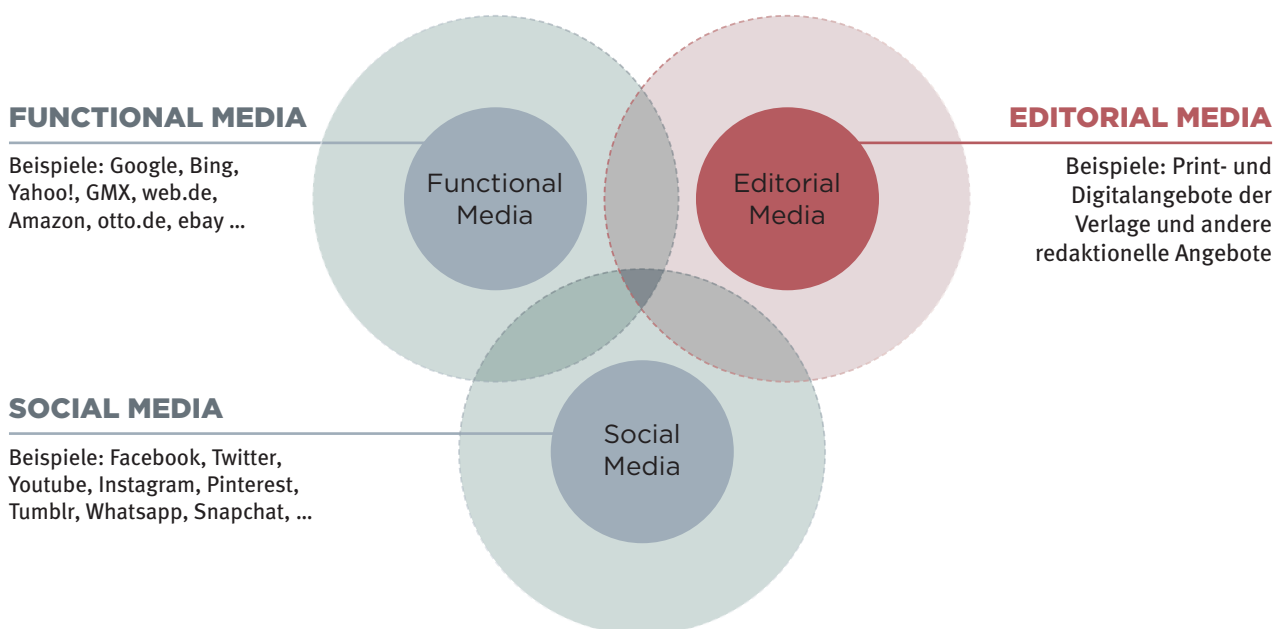 FUNCTIONAL MEDIA
Beispiele: Google, Bing,
Yahoo!, GMX, web.de,
Amazon, otto.de, ebay ...
Functional
Media
Editorial
Media
EDITORIAL MEDIA
Beispiele: Print- und
Digitalangebote der
Verlage und andere
redaktionelle Angebote
SOCIAL MEDIA
Beispiele: Facebook, Twitter,
Youtube, Instagram, Pinterest,
Tumblr, Whatsapp, Snapchat, ...
Social
Media